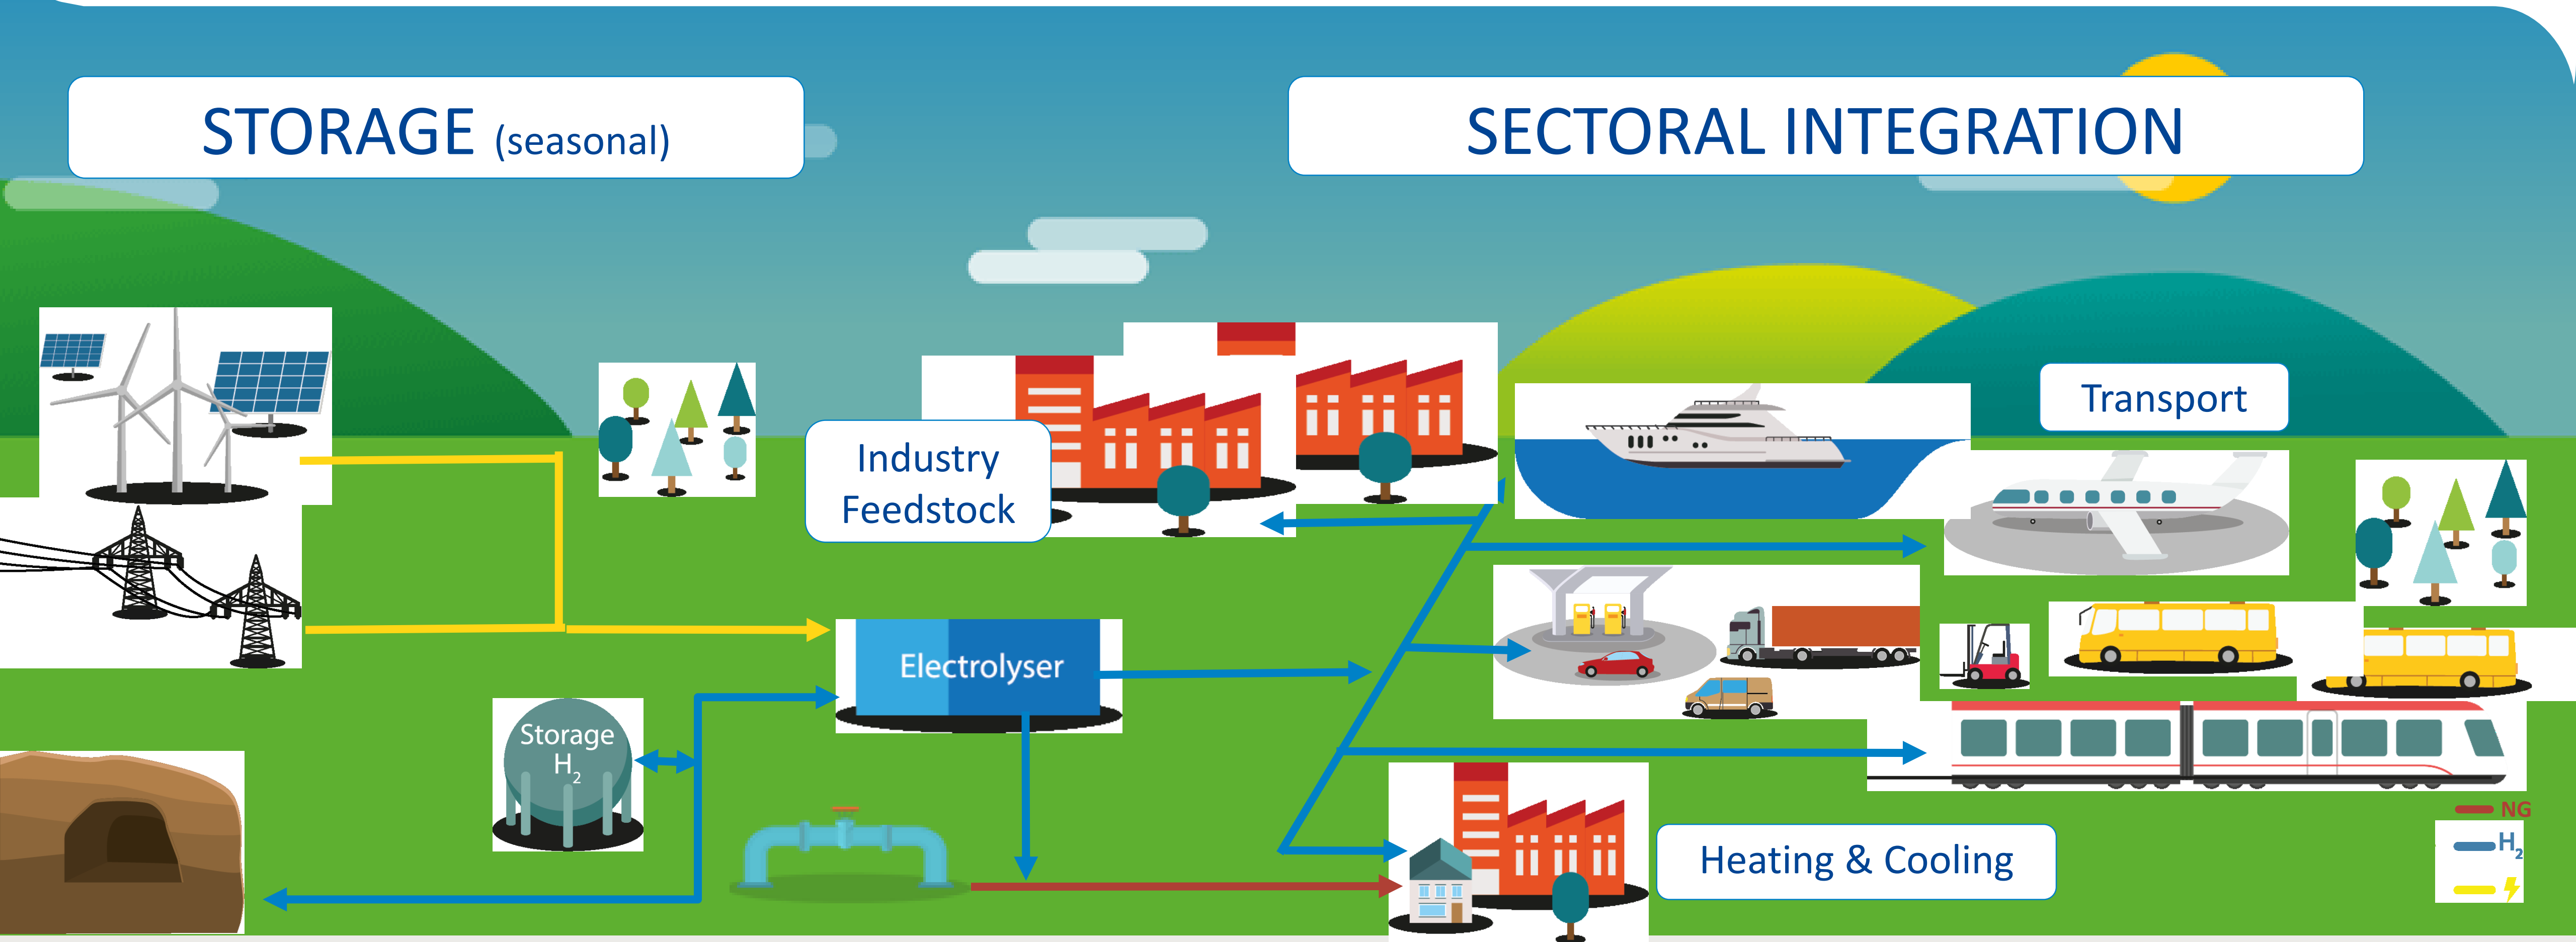 STORAGE (seasonal)
SECTORAL INTEGRATION
Transport
Industry
Feedstock
Electrolyser
Storage
H₂
Heating & Cooling
NG
H₂